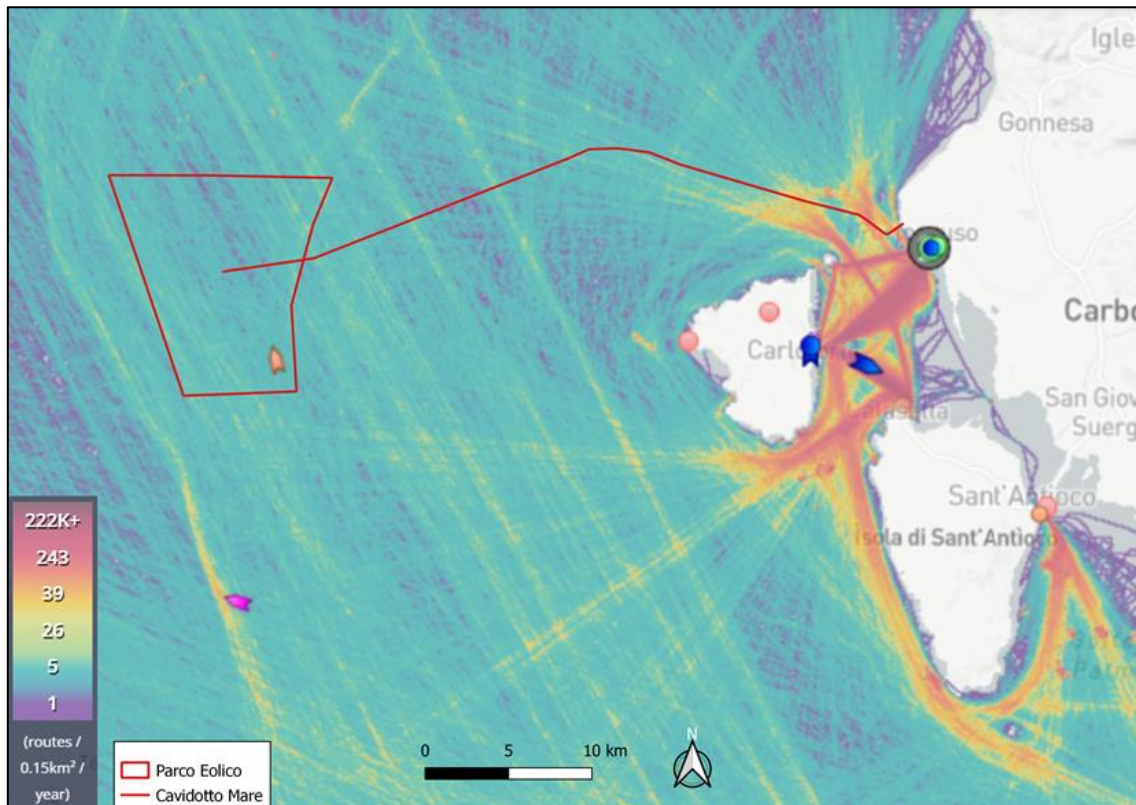 Igle
Gonnesa
uso
Carbo
Carlo
San Giov
Suerg
Calasetta
Sant'Antioco
Isola di Sant'Antioco
222K+
243
39
26
5
1
(routes /
0.15km² /
year)
Parco Eolico
Cavidotto Mare
0 5 10 km
N